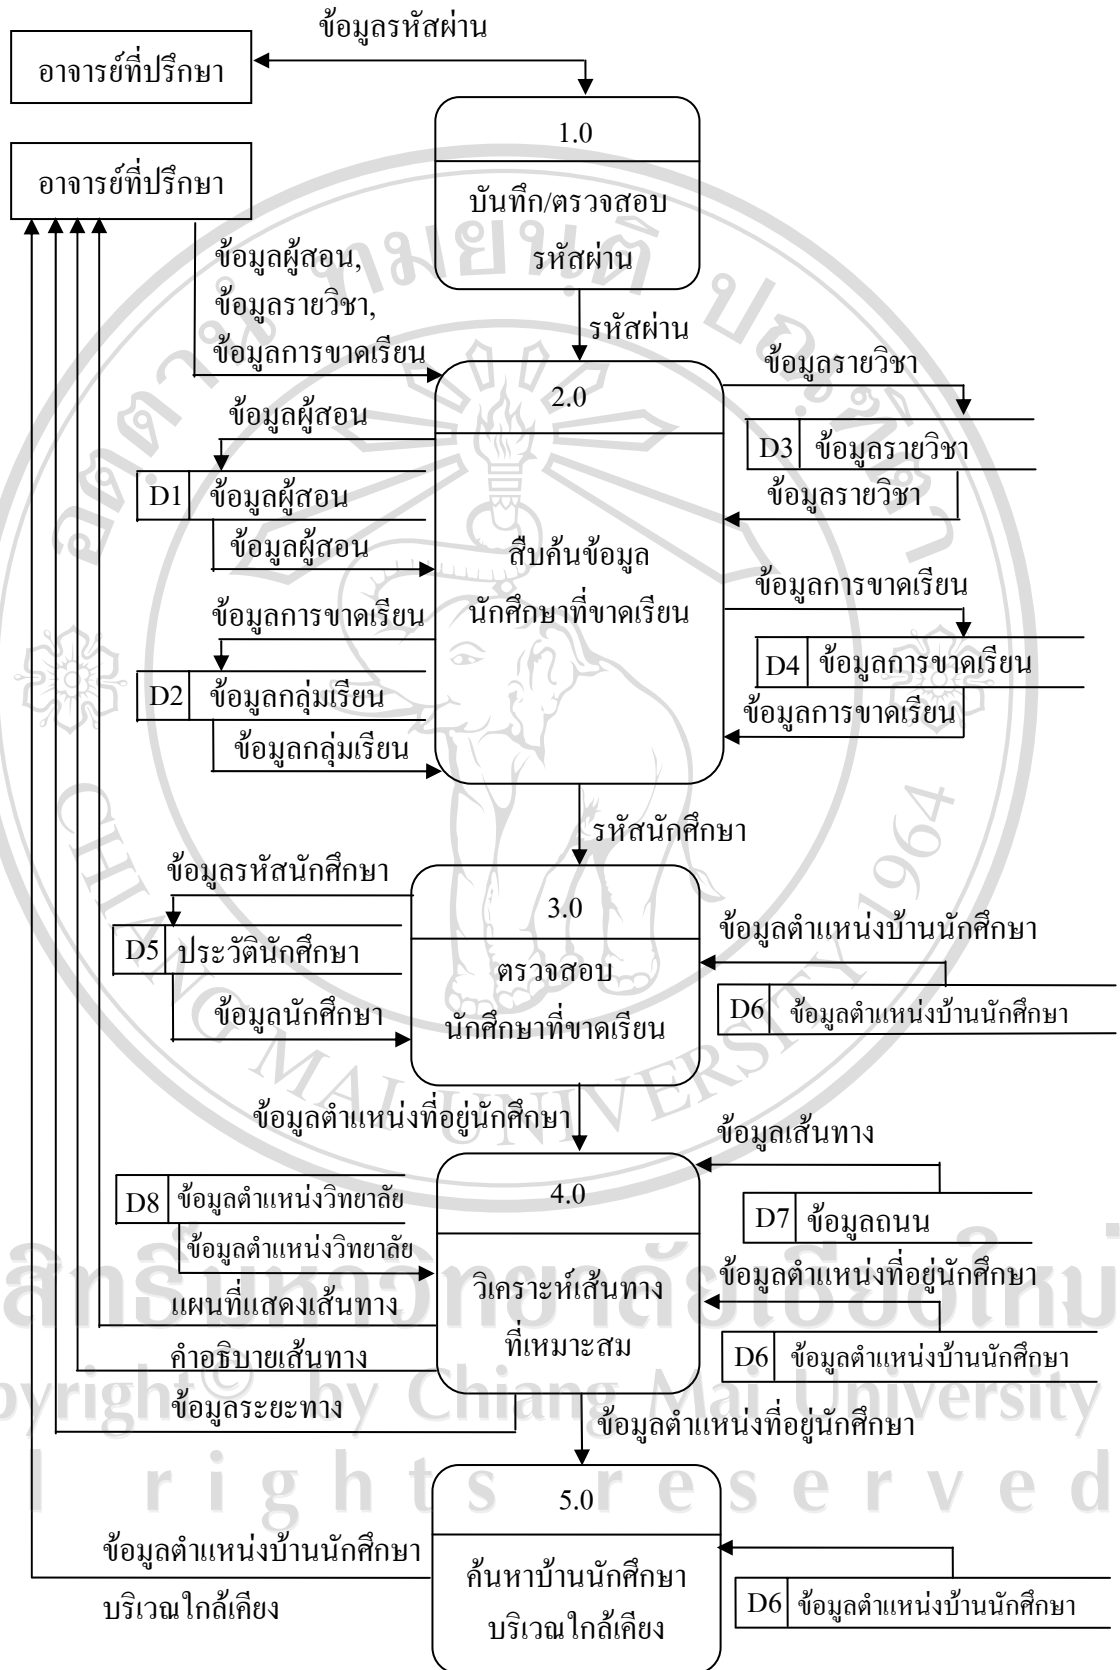 ข้อมูลรหัสผ่าน
อาจารย์ที่ปรึกษา
1.0
บันทึก/ตรวจสอบ
รหัสผ่าน
อาจารย์ที่ปรึกษา
ข้อมูลผู้สอน,
ข้อมูลรายวิชา,
ข้อมูลการขาดเรียน
รหัสผ่าน
2.0
สืบค้นข้อมูล
นักศึกษาที่ขาดเรียน
ข้อมูลผู้สอน
D1 ข้อมูลผู้สอน
ข้อมูลผู้สอน
ข้อมูลการขาดเรียน
D2 ข้อมูลกลุ่มเรียน
ข้อมูลกลุ่มเรียน
ข้อมูลรายวิชา
D3 ข้อมูลรายวิชา
ข้อมูลรายวิชา
ข้อมูลการขาดเรียน
D4 ข้อมูลการขาดเรียน
ข้อมูลการขาดเรียน
รหัสนักศึกษา
ข้อมูลรหัสนักศึกษา
D5 ประวัตินักศึกษา
ข้อมูลนักศึกษา
3.0
ตรวจสอบ
นักศึกษาที่ขาดเรียน
ข้อมูลตำแหน่งบ้านนักศึกษา
D6 ข้อมูลตำแหน่งบ้านนักศึกษา
ข้อมูลตำแหน่งที่อยู่นักศึกษา
ข้อมูลเส้นทาง
D8 ข้อมูลตำแหน่งวิทยาลัย
ข้อมูลตำแหน่งวิทยาลัย
แผนที่แสดงเส้นทาง
คำอธิบายเส้นทาง
ข้อมูลระยะทาง
4.0
วิเคราะห์เส้นทาง
ที่เหมาะสม
D7 ข้อมูลถนน
ข้อมูลตำแหน่งที่อยู่นักศึกษา
D6 ข้อมูลตำแหน่งบ้านนักศึกษา
ข้อมูลตำแหน่งที่อยู่นักศึกษา
5.0
ค้นหาบ้านนักศึกษา
บริเวณใกล้เคียง
ข้อมูลตำแหน่งบ้านนักศึกษา
บริเวณใกล้เคียง
D6 ข้อมูลตำแหน่งบ้านนักศึกษา
CHIANG MAI UNIVERSITY 1964
by Chiang Mai University
rights reserved